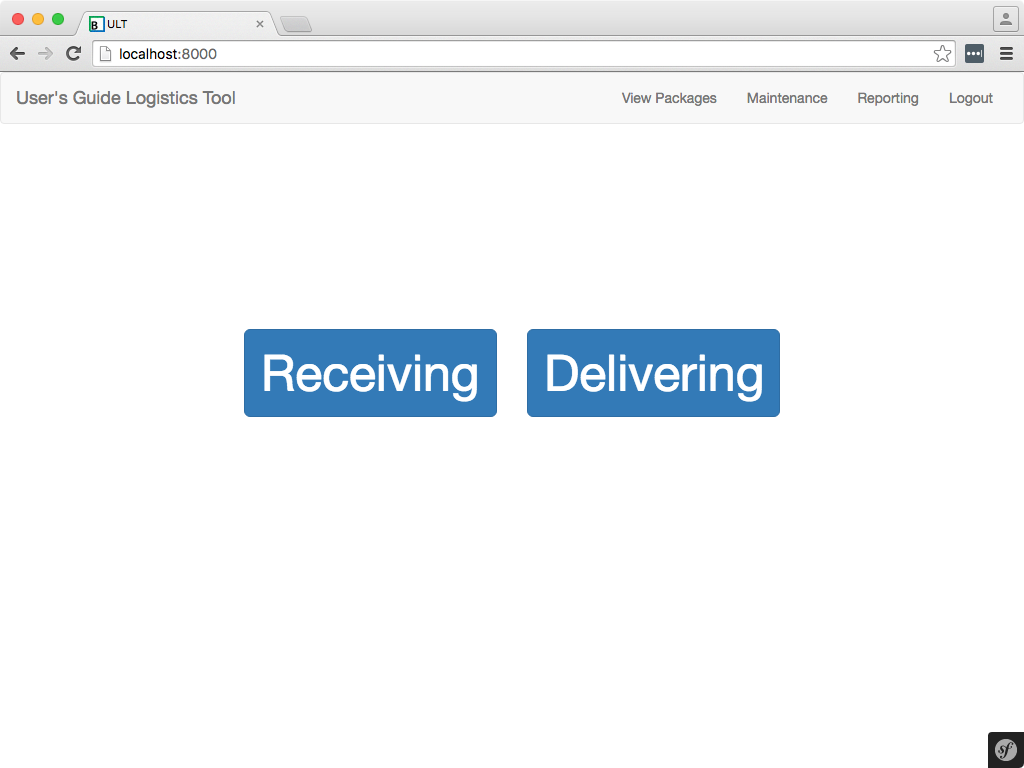 B ULT
localhost:8000
User's Guide Logistics Tool View Packages Maintenance Reporting Logout
Receiving Delivering
sf